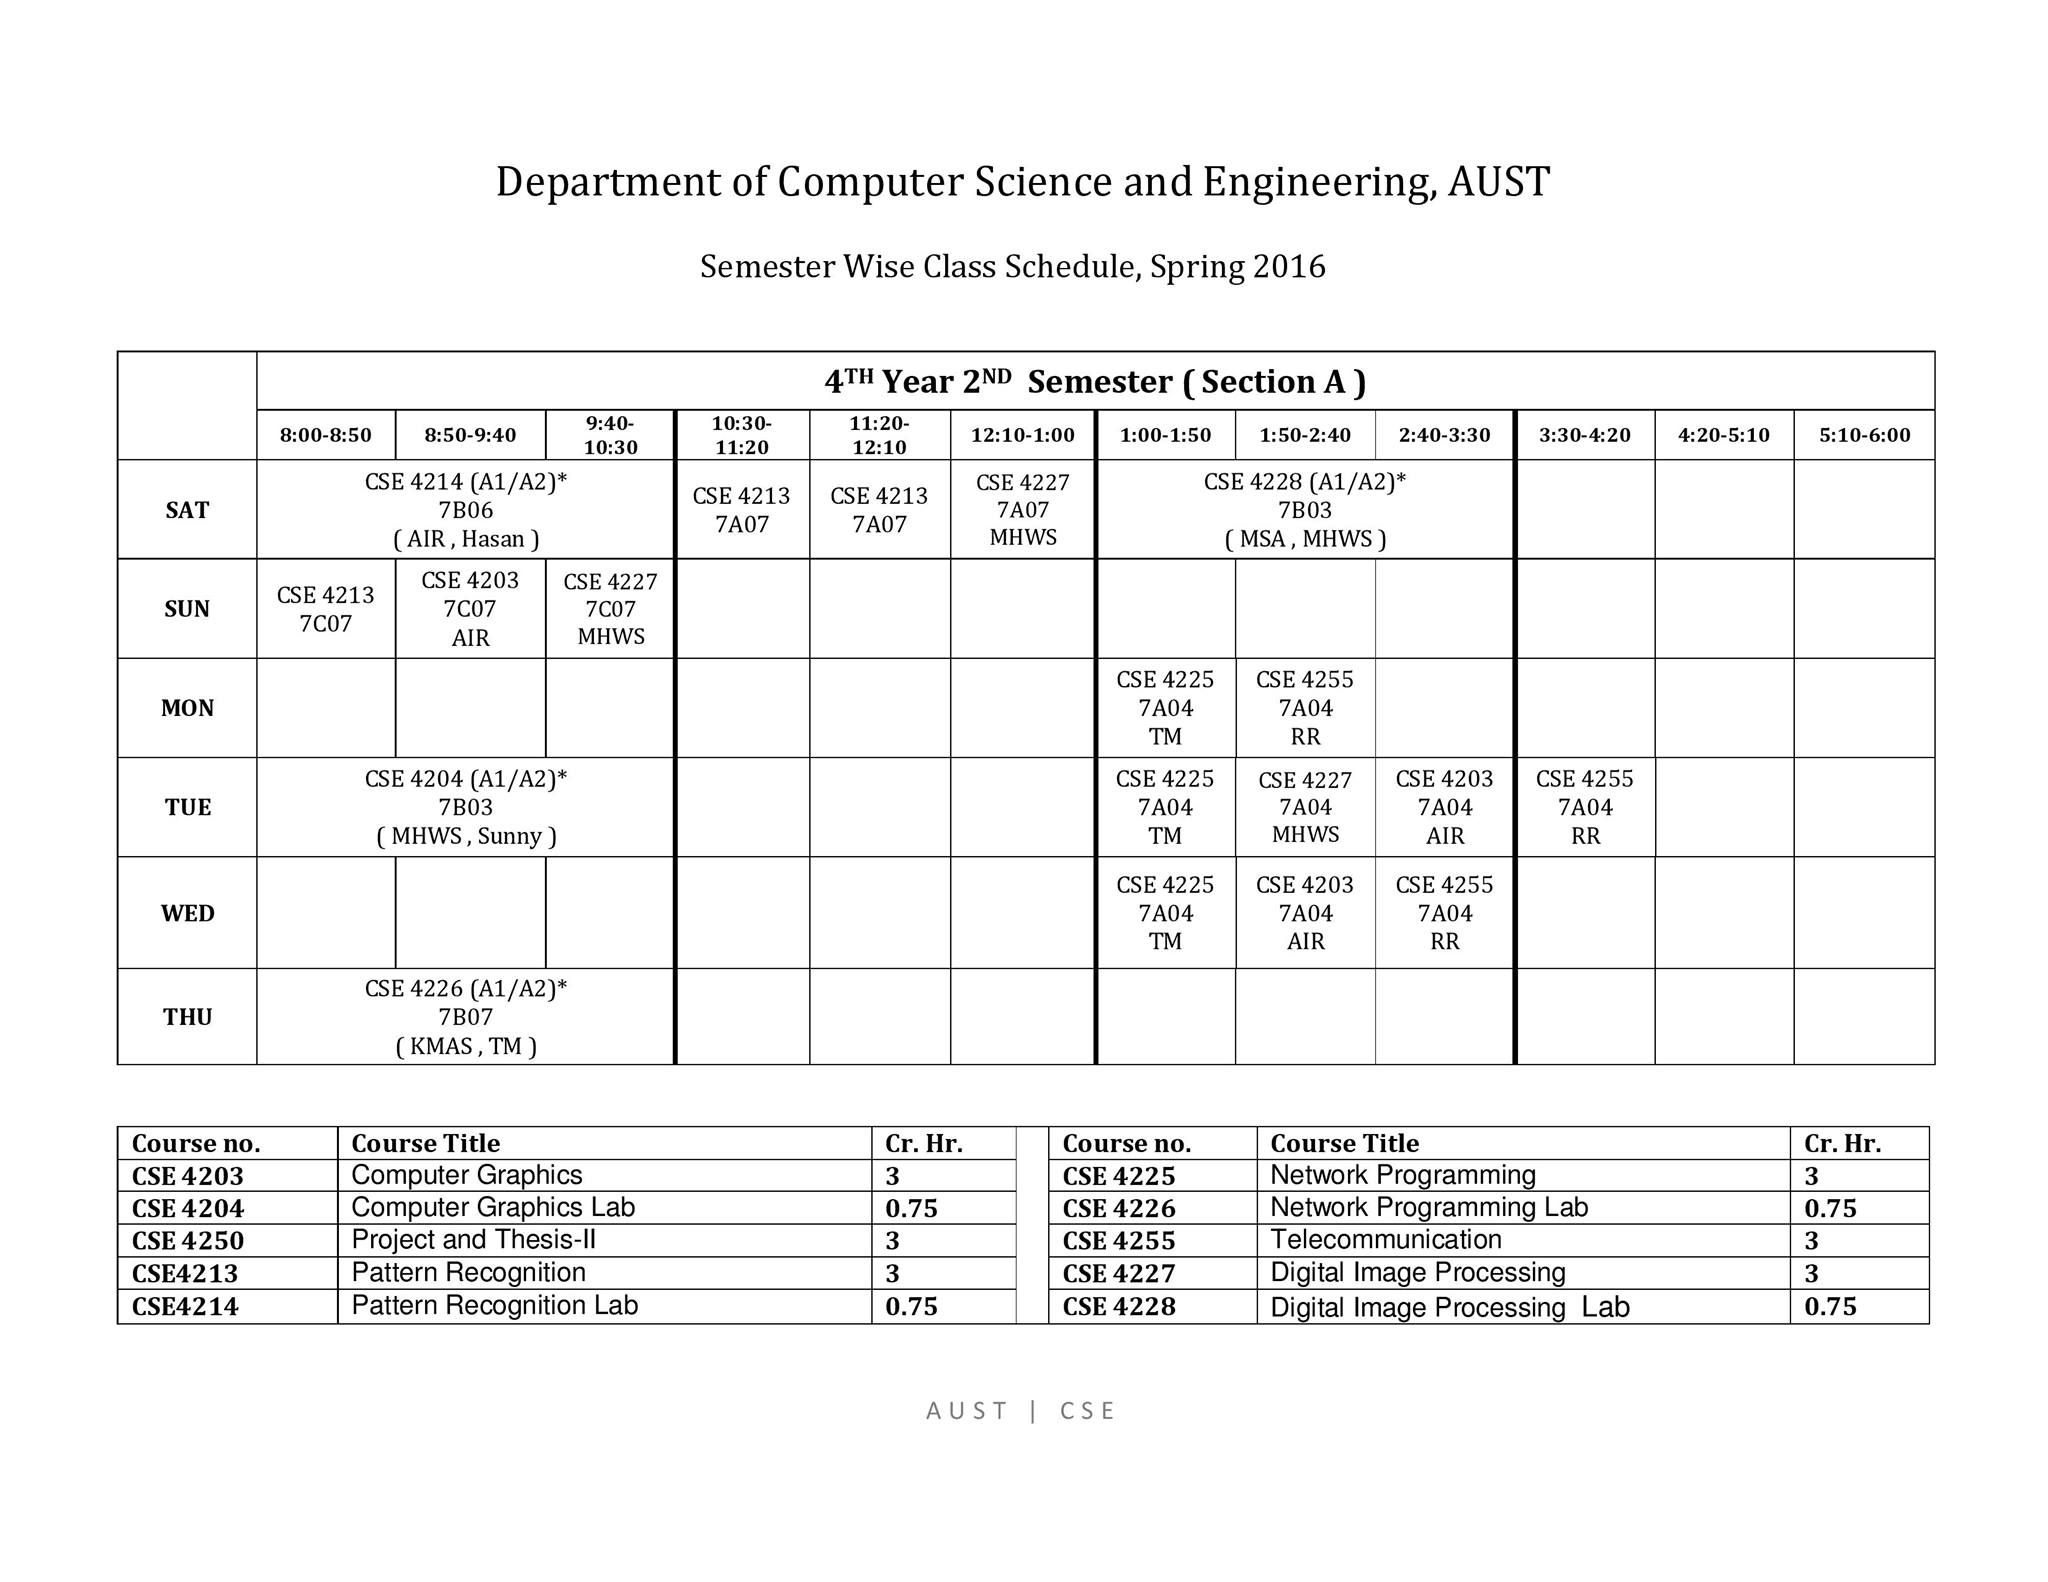 Department of Computer Science and Engineering, AUST
Semester Wise Class Schedule, Spring 2016
4TH Year 2ND Semester ( Section A )
8:00-8:50 8:50-9:40 9:40-10:30 10:30-11:20 11:20-12:10 12:10-1:00 1:00-1:50 1:50-2:40 2:40-3:30 3:30-4:20 4:20-5:10 5:10-6:00
SAT
CSE 4214 (A1/A2)*
7B06
( AIR , Hasan )
CSE 4213
7A07
CSE 4213
7A07
CSE 4227
7A07
MHWS
CSE 4228 (A1/A2)*
7B03
( MSA , MHWS )
SUN
CSE 4213
7C07
CSE 4203
7C07
AIR
CSE 4227
7C07
MHWS
MON
CSE 4225
7A04
TM
CSE 4255
7A04
RR
TUE
CSE 4204 (A1/A2)*
7B03
( MHWS , Sunny )
CSE 4225
7A04
TM
CSE 4227
7A04
MHWS
CSE 4203
7A04
AIR
CSE 4255
7A04
RR
WED
CSE 4225
7A04
TM
CSE 4203
7A04
AIR
CSE 4255
7A04
RR
THU
CSE 4226 (A1/A2)*
7B07
( KMAS , TM )
Course no. Course Title Cr. Hr.
CSE 4203 Computer Graphics 3
CSE 4204 Computer Graphics Lab 0.75
CSE 4250 Project and Thesis-II 3
CSE4213 Pattern Recognition 3
CSE4214 Pattern Recognition Lab 0.75
Course no. Course Title Cr. Hr.
CSE 4225 Network Programming 3
CSE 4226 Network Programming Lab 0.75
CSE 4255 Telecommunication 3
CSE 4227 Digital Image Processing 3
CSE 4228 Digital Image Processing Lab 0.75
AUST | CSE